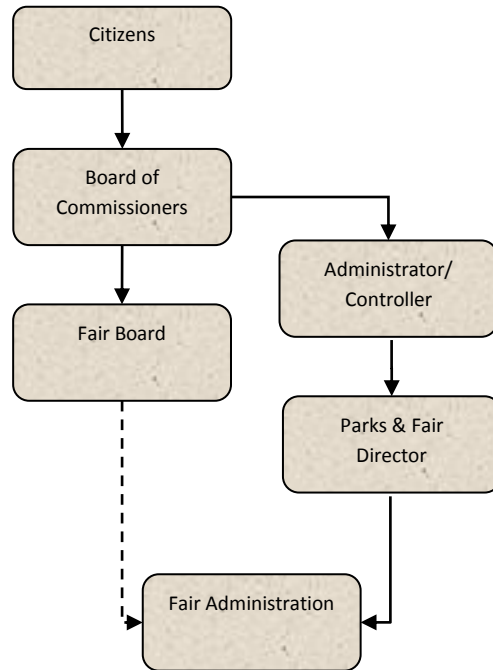 Citizens
Board of
Commissioners
Administrator/
Controller
Fair Board
Parks & Fair
Director
Fair Administration